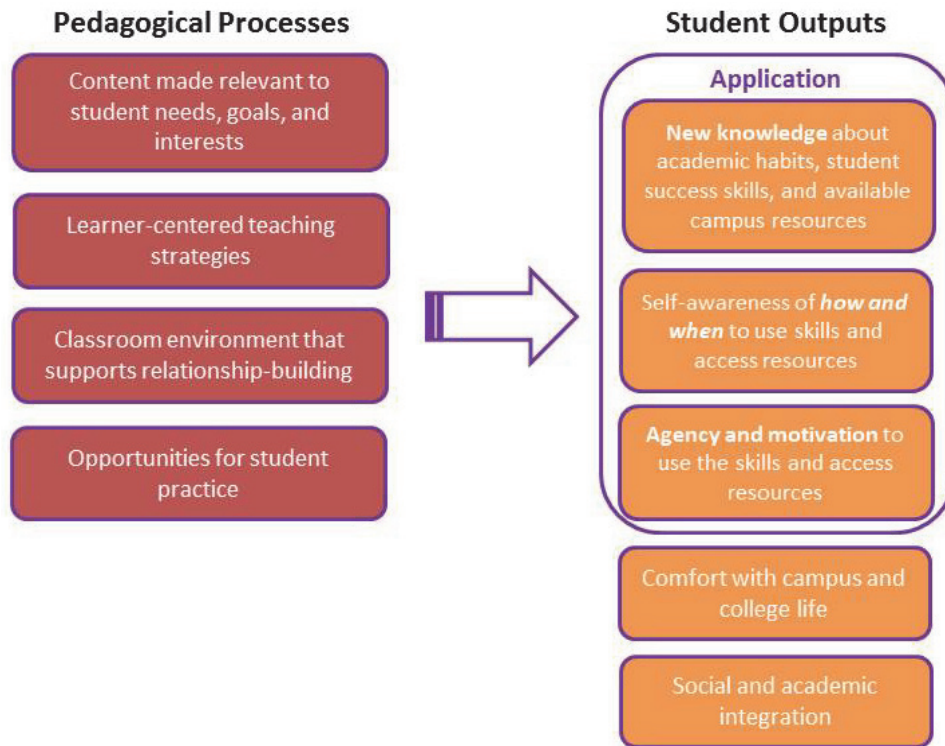 Pedagogical Processes
Content made relevant to
student needs, goals, and
interests
Learner-centered teaching
strategies
Classroom environment that
supports relationship-building
Opportunities for student
practice
Student Outputs
Application
New knowledge about
academic habits, student
success skills, and available
campus resources
Self-awareness of how and
when to use skills and
access resources
Agency and motivation to
use the skills and access
resources
Comfort with campus and
college life
Social and academic
integration